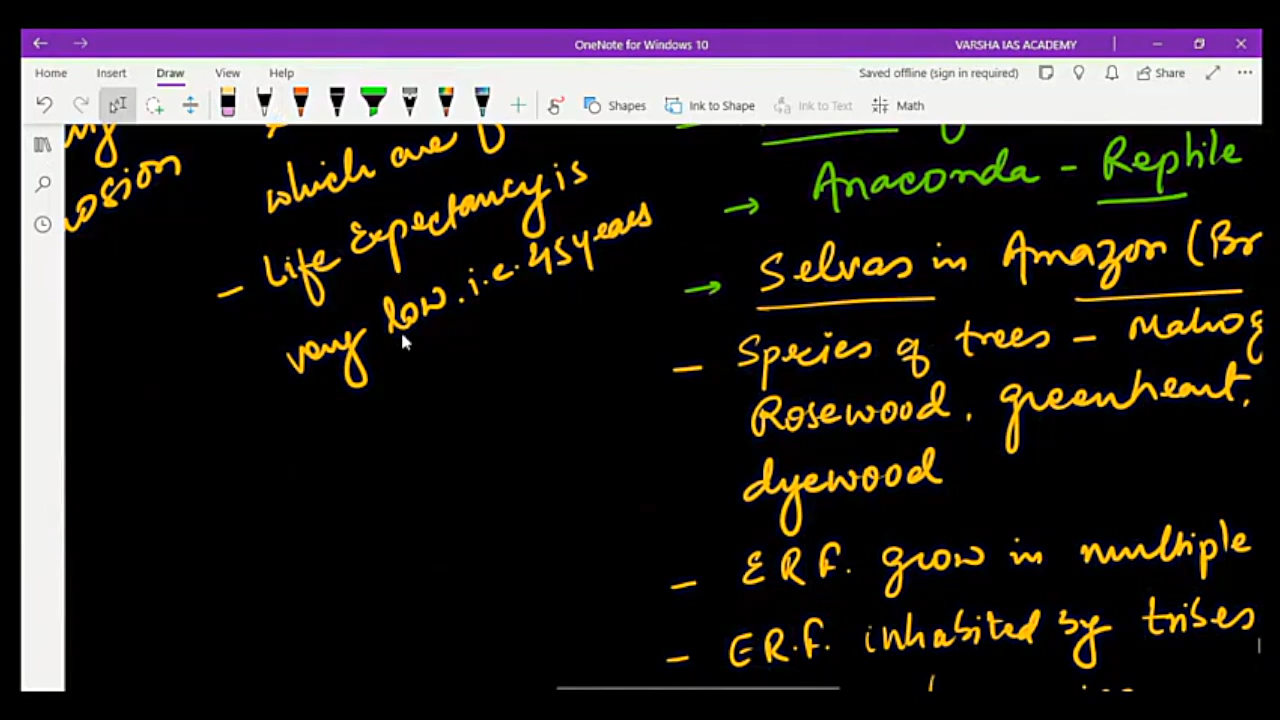 OneNote for Windows 10
VARSHA IAS ACADEMY
Home Insert Draw View Help
Saved offline (sign in required)
Share
Shapes
Ink to Shape
Ink to Text
Math
which are
Life Expectancy is
very low. i.e. 45 years
Anaconda - Reptile
Selvas in Amazon (Br
- Species of trees - Mahog
Rosewood, greenheart,
dyewood
- E R F. grow in multiple
- E R. F. inhabited by tribes